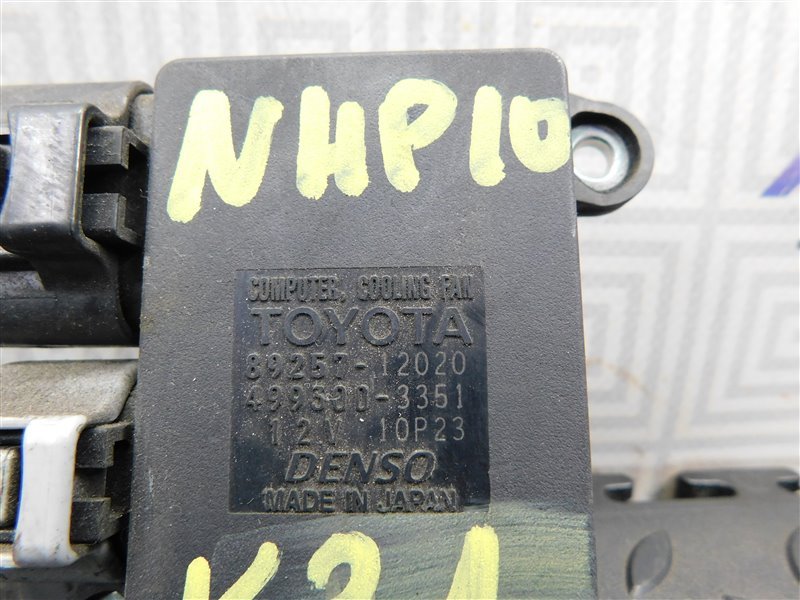 NHP10
COMPUTER, COOLING FAN
TOYOTA
89257-12020
499300-3351
12V 10P23
DENSO
MADE IN JAPAN